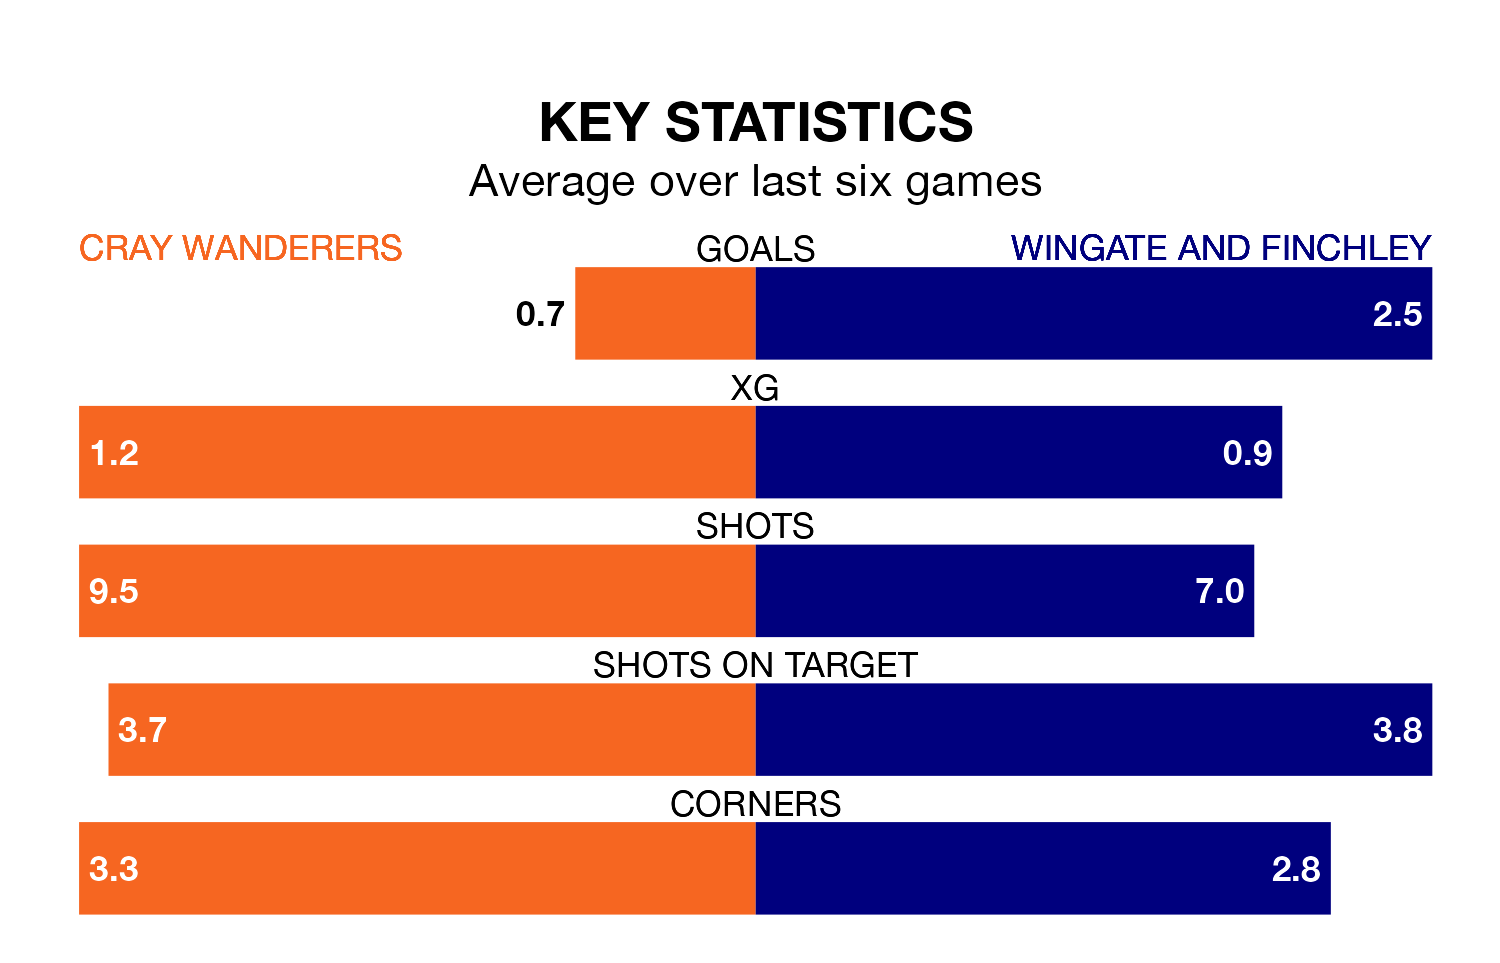 KEY STATISTICS
Average over last six games
CRAY WANDERERS GOALS WINGATE AND FINCHLEY
0.7 2.5
XG
1.2 0.9
SHOTS
9.5 7.0
SHOTS ON TARGET
3.7 3.8
CORNERS
3.3 2.8